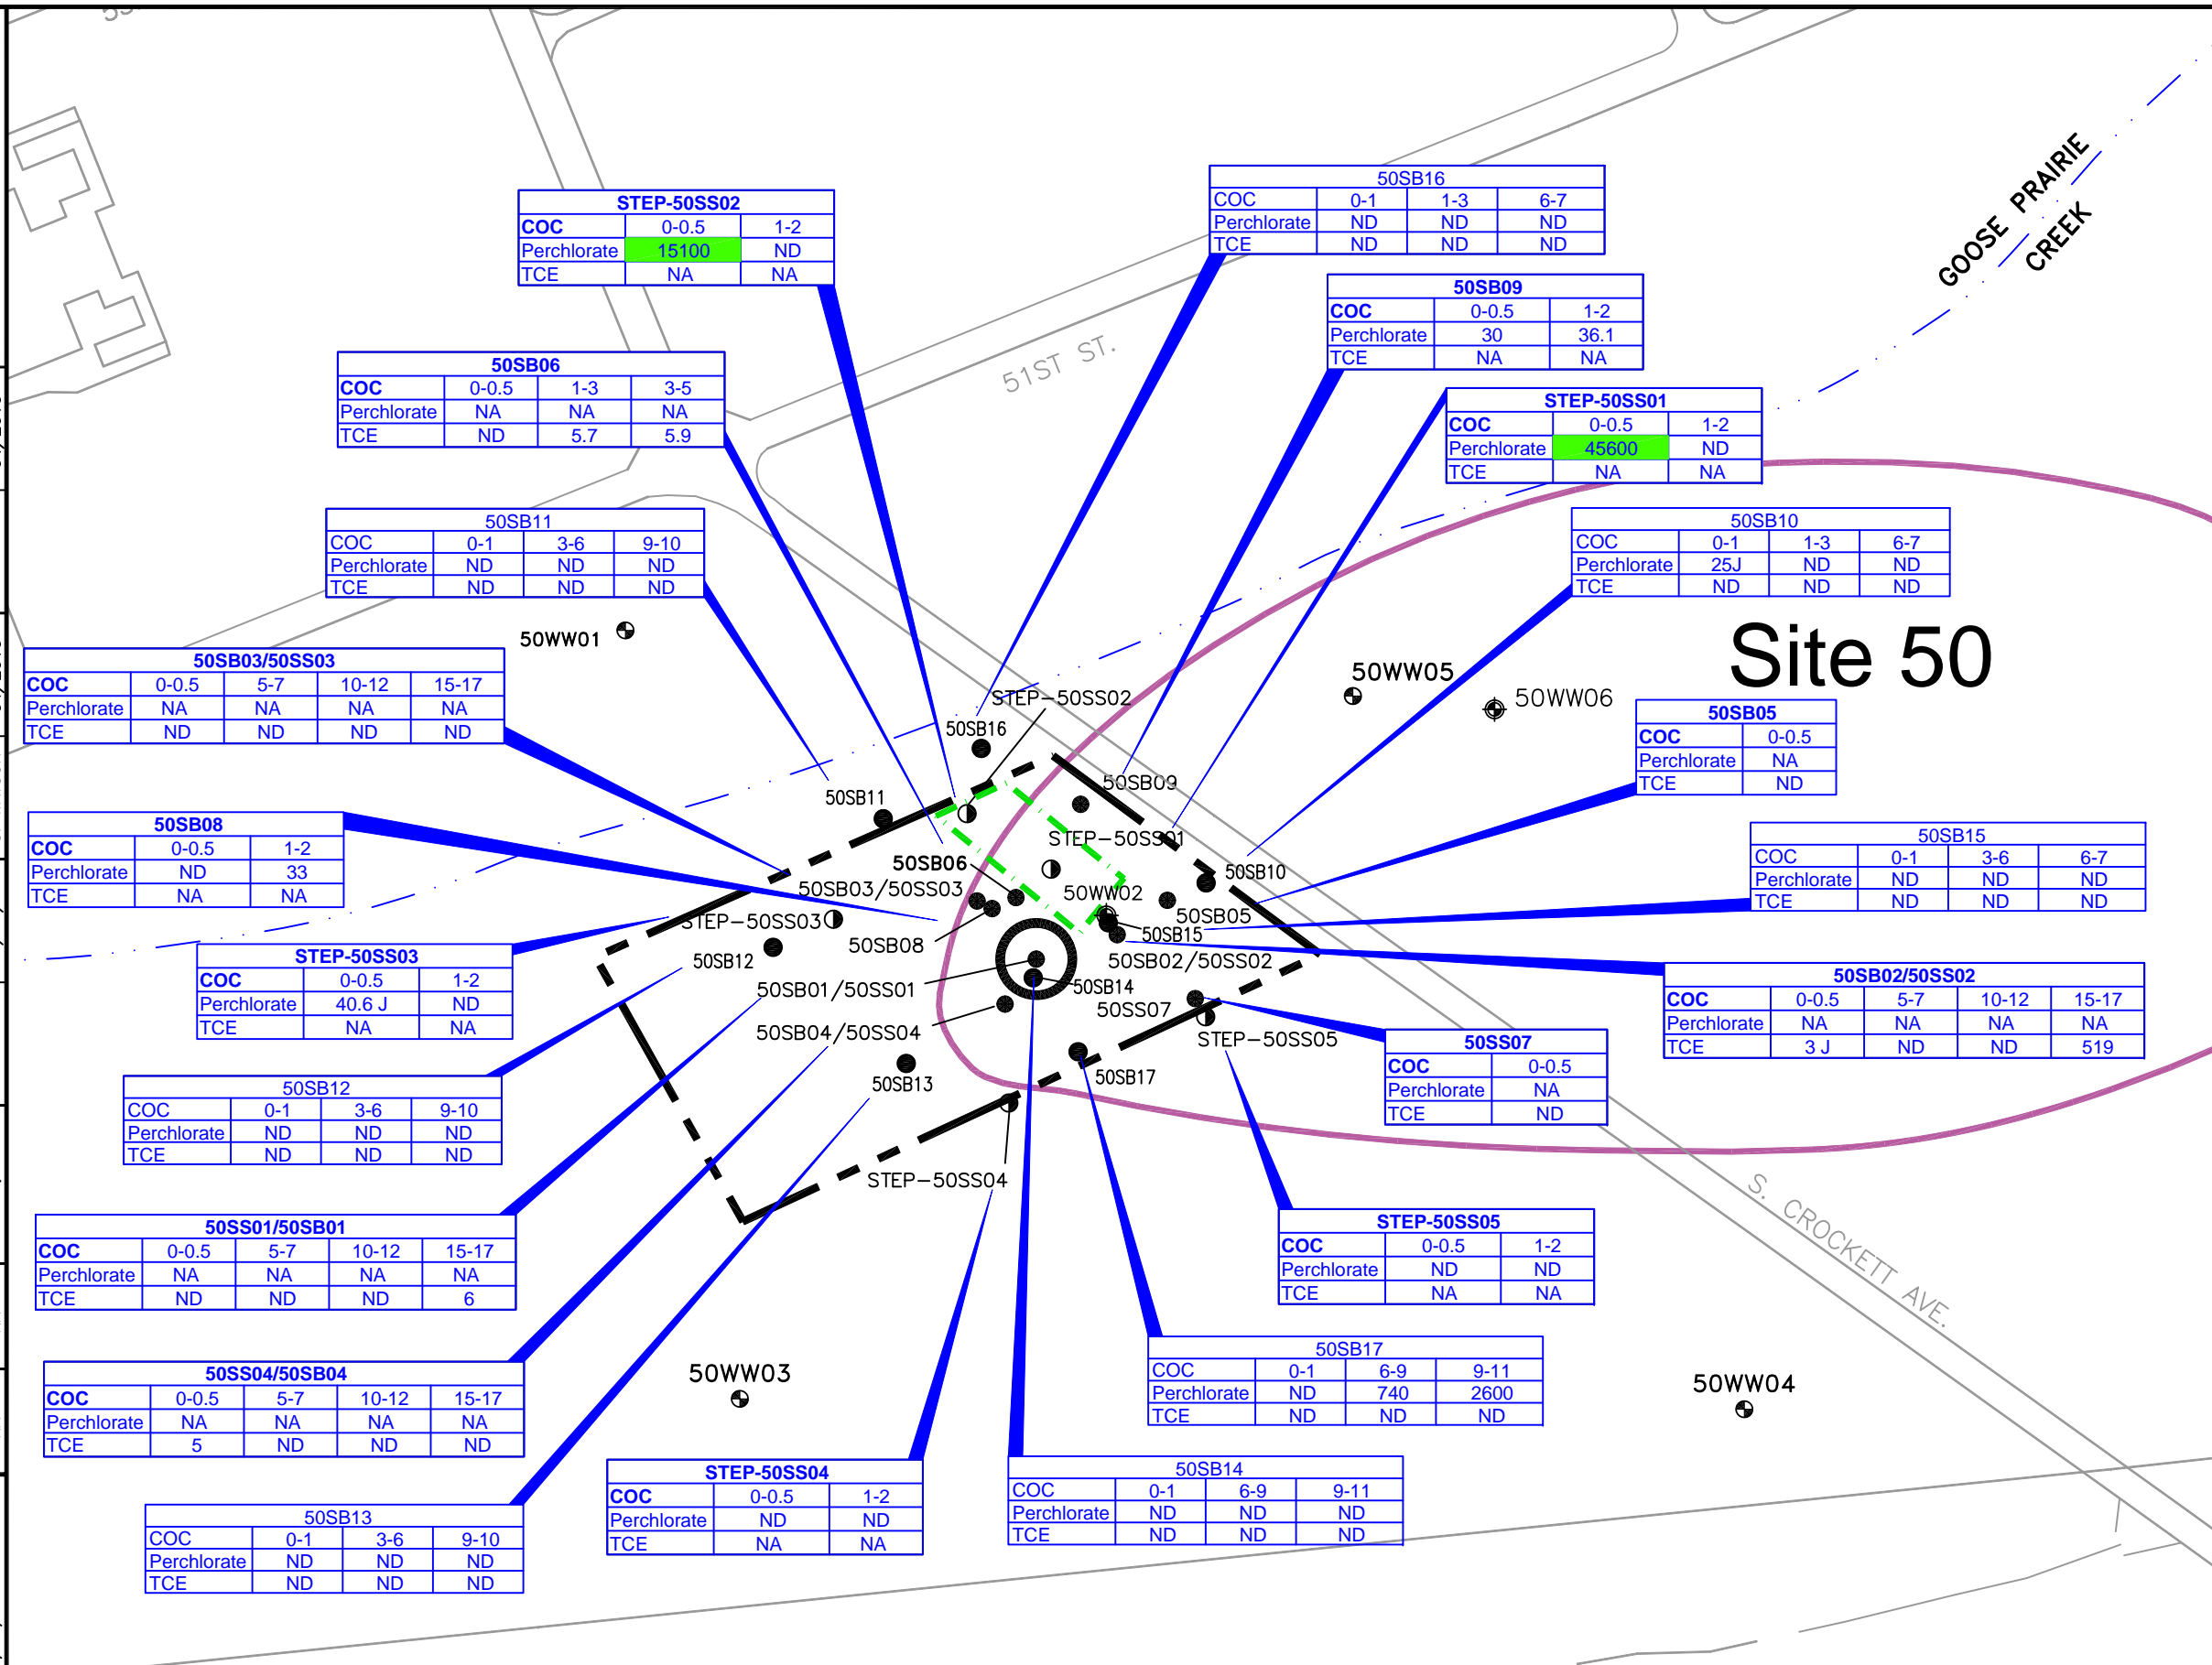 GOOSE PRAIRIE
CREEK
51ST ST.
S. CROCKETT AVE.
Site 50
STEP-50SS02
COC 0-0.5 1-2
Perchlorate 15100 ND
TCE NA NA
50SB16
COC 0-1 1-3 6-7
Perchlorate ND ND ND
TCE ND ND ND
50SB09
COC 0-0.5 1-2
Perchlorate 30 36.1
TCE NA NA
50SB06
COC 0-0.5 1-3 3-5
Perchlorate NA NA NA
TCE ND 5.7 5.9
STEP-50SS01
COC 0-0.5 1-2
Perchlorate 45600 ND
TCE NA NA
50SB11
COC 0-1 3-6 9-10
Perchlorate ND ND ND
TCE ND ND ND
50SB10
COC 0-1 1-3 6-7
Perchlorate 25J ND ND
TCE ND ND ND
50SB03/50SS03
COC 0-0.5 5-7 10-12 15-17
Perchlorate NA NA NA NA
TCE ND ND ND ND
50SB05
COC 0-0.5
Perchlorate NA
TCE ND
50SB08
COC 0-0.5 1-2
Perchlorate ND 33
TCE NA NA
50SB15
COC 0-1 3-6 6-7
Perchlorate ND ND ND
TCE ND ND ND
STEP-50SS03
COC 0-0.5 1-2
Perchlorate 40.6 J ND
TCE NA NA
50SB02/50SS02
COC 0-0.5 5-7 10-12 15-17
Perchlorate NA NA NA NA
TCE 3 J ND ND 519
50SS07
COC 0-0.5
Perchlorate NA
TCE ND
50SB12
COC 0-1 3-6 9-10
Perchlorate ND ND ND
TCE ND ND ND
50SS01/50SB01
COC 0-0.5 5-7 10-12 15-17
Perchlorate NA NA NA NA
TCE ND ND ND 6
STEP-50SS05
COC 0-0.5 1-2
Perchlorate ND ND
TCE NA NA
50SS04/50SB04
COC 0-0.5 5-7 10-12 15-17
Perchlorate NA NA NA NA
TCE 5 ND ND ND
50SB17
COC 0-1 6-9 9-11
Perchlorate ND 740 2600
TCE ND ND ND
STEP-50SS04
COC 0-0.5 1-2
Perchlorate ND ND
TCE NA NA
50SB14
COC 0-1 6-9 9-11
Perchlorate ND ND ND
TCE ND ND ND
50SB13
COC 0-1 3-6 9-10
Perchlorate ND ND ND
TCE ND ND ND
50WW01
50WW05
50WW06
STEP-50SS02
50SB16
50SB09
50SB11
STEP-50SS01
50SB06
50SB10
50SB03/50SS03
50WW02
STEP-50SS03
50SB05
50SB08
50SB15
50SB12
50SB02/50SS02
50SB01/50SS01
50SB14
50SS07
50SB04/50SS04
STEP-50SS05
50SB13
50SB17
STEP-50SS04
50WW03
50WW04